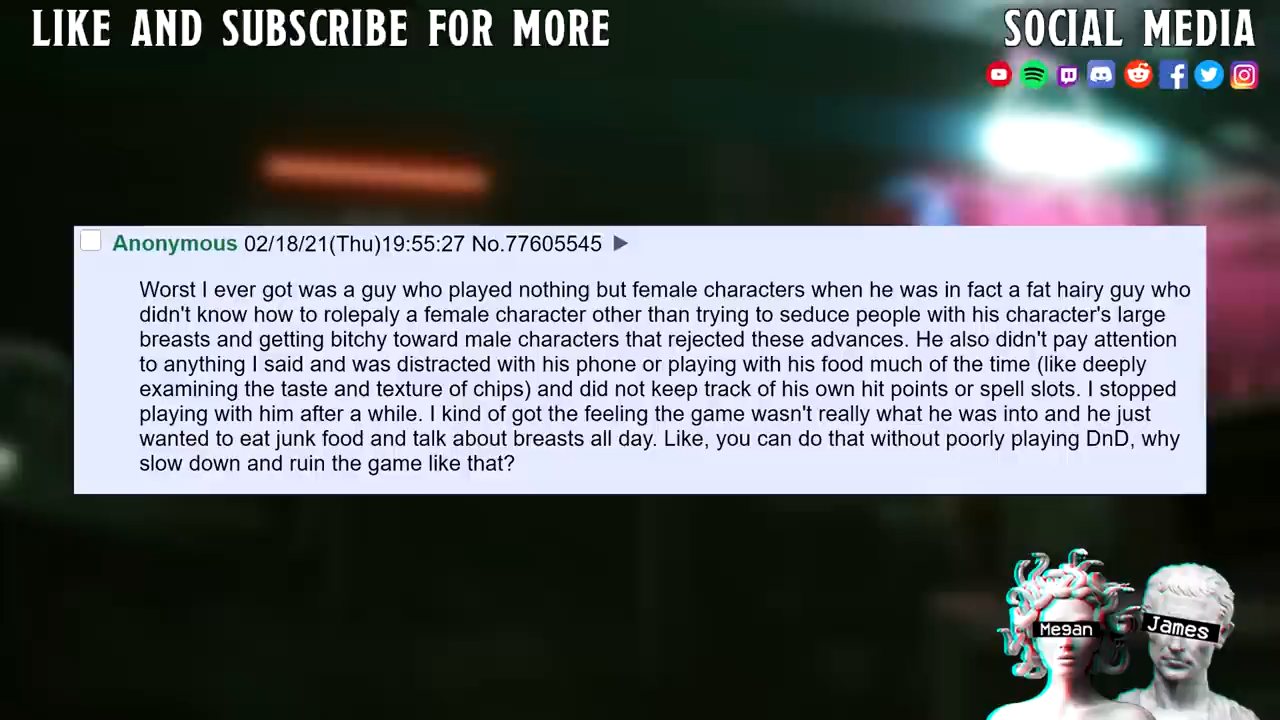 LIKE AND SUBSCRIBE FOR MORE
SOCIAL MEDIA
Anonymous 02/18/21(Thu)19:55:27 No.77605545
Worst I ever got was a guy who played nothing but female characters when he was in fact a fat hairy guy who
didn't know how to rolepaly a female character other than trying to seduce people with his character's large
breasts and getting bitchy toward male characters that rejected these advances. He also didn't pay attention
to anything I said and was distracted with his phone or playing with his food much of the time (like deeply
examining the taste and texture of chips) and did not keep track of his own hit points or spell slots. I stopped
playing with him after a while. I kind of got the feeling the game wasn't really what he was into and he just
wanted to eat junk food and talk about breasts all day. Like, you can do that without poorly playing DnD, why
slow down and ruin the game like that?
Megan
James